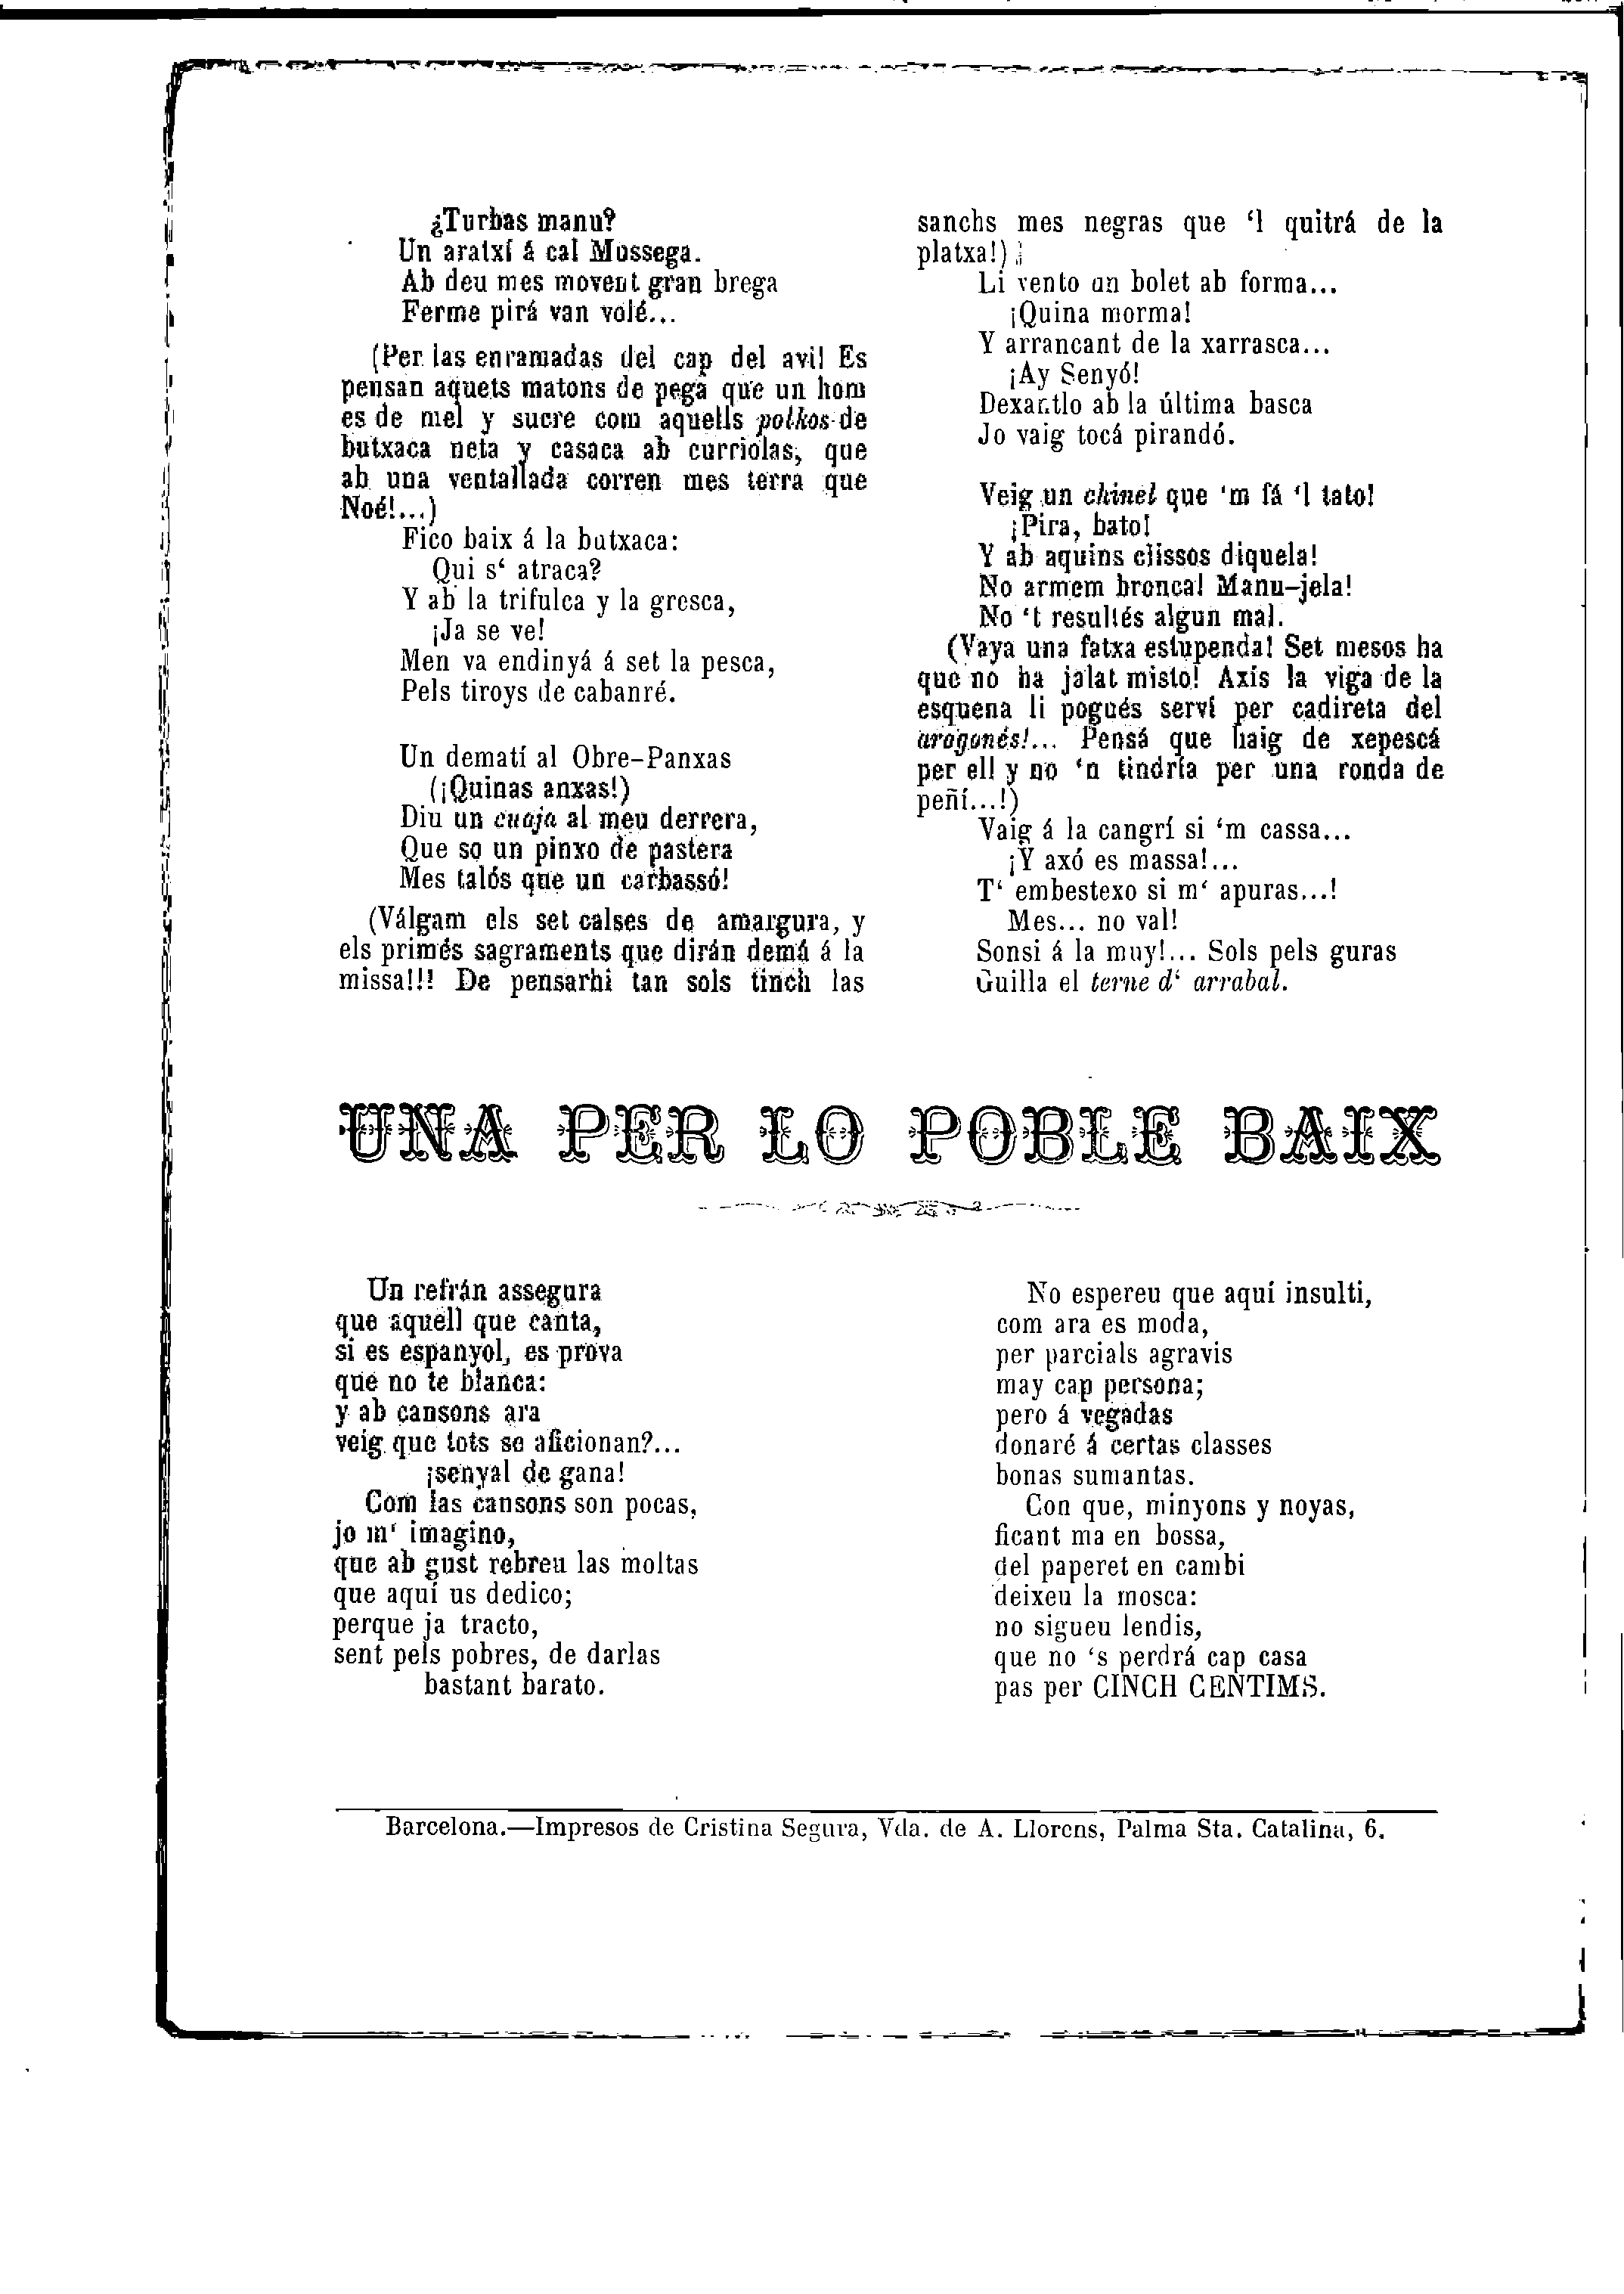 ¿Turbas manu?
Un aratxí á cal Mossega.
Ab deu mes movent gran brega
Ferme pirá van volé...
(Per las enramadas del cap del avi! Es
pensan aquets matons de pega que un hom
es de mel y sucre com aquells polkos de
butxaca neta y casaca ab curriolas, que
ab una ventallada corren mes terra que
Noé!...)
Fico baix á la butxaca:
Qui s‘ atraca?
Y ab la trifulca y la gresca,
¡Ja se ve!
Men va endinyá á set la pesca,
Pels tiroys de cabanré.
Un dematí al Obre-Panxas
(¡Quinas anxas!)
Diu un cuaja al meu derrera,
Que so un pinxo de pastera
Mes talós que un carbassó!
(Válgam els set calses de amargura, y
els primés sagraments que dirán demá á la
missa!!! De pensarhi tan sols tinch las
sanchs mes negras que ‘l quitrá de la
platxa!)
Li vento un bolet ab forma...
¡Quina morma!
Y arrancant de la xarrasca...
¡Ay Senyó!
Dexantlo ab la última basca
Jo vaig tocá pirandó.
Veig un chinel que ‘m fá ‘l tato!
¡Pira, bato!
Y ab aquins clissos diquela!
No armem bronca! Manu-jela!
No ‘t resultés algun mal.
(Vaya una fatxa estupenda! Set mesos ha
que no ha jalat misto! Axis la viga de la
esquena li pogués serví per cadireta del
aragonés!... Pensá que haig de xepescá
per ell y no ‘n tindría per una ronda de
peñí...!)
Vaig á la cangrí si ‘m cassa...
¡Y axó es massa!...
T‘ embestexo si m‘ apuras...!
Mes... no val!
Sonsi á la muy!... Sols pels guras
Guilla el terne d‘ arrabal.
UNA PER LO POBLE BAIX
Un refrán assegura
que aquell que canta,
si es espanyol, es prova
que no te blanca:
y ab cansons ara
veig que tots se aficionan?...
¡senyal de gana!
Com las cansons son pocas,
jo m‘ imagino,
que ab gust rebreu las moltas
que aquí us dedico;
perque ja tracto,
sent pels pobres, de darlas
bastant barato.
No espereu que aquí insulti,
com ara es moda,
per parcials agravis
may cap persona;
pero á vegadas
donaré á certas classes
bonas sumantas.
Con que, minyons y noyas,
ficant ma en bossa,
del paperet en cambi
deixeu la mosca:
no sigueu lendis,
que no ‘s perdrá cap casa
pas per CINCH CENTIMS.
Barcelona.—Impresos de Cristina Segura, Vda. de A. Llorens, Palma Sta. Catalina, 6.